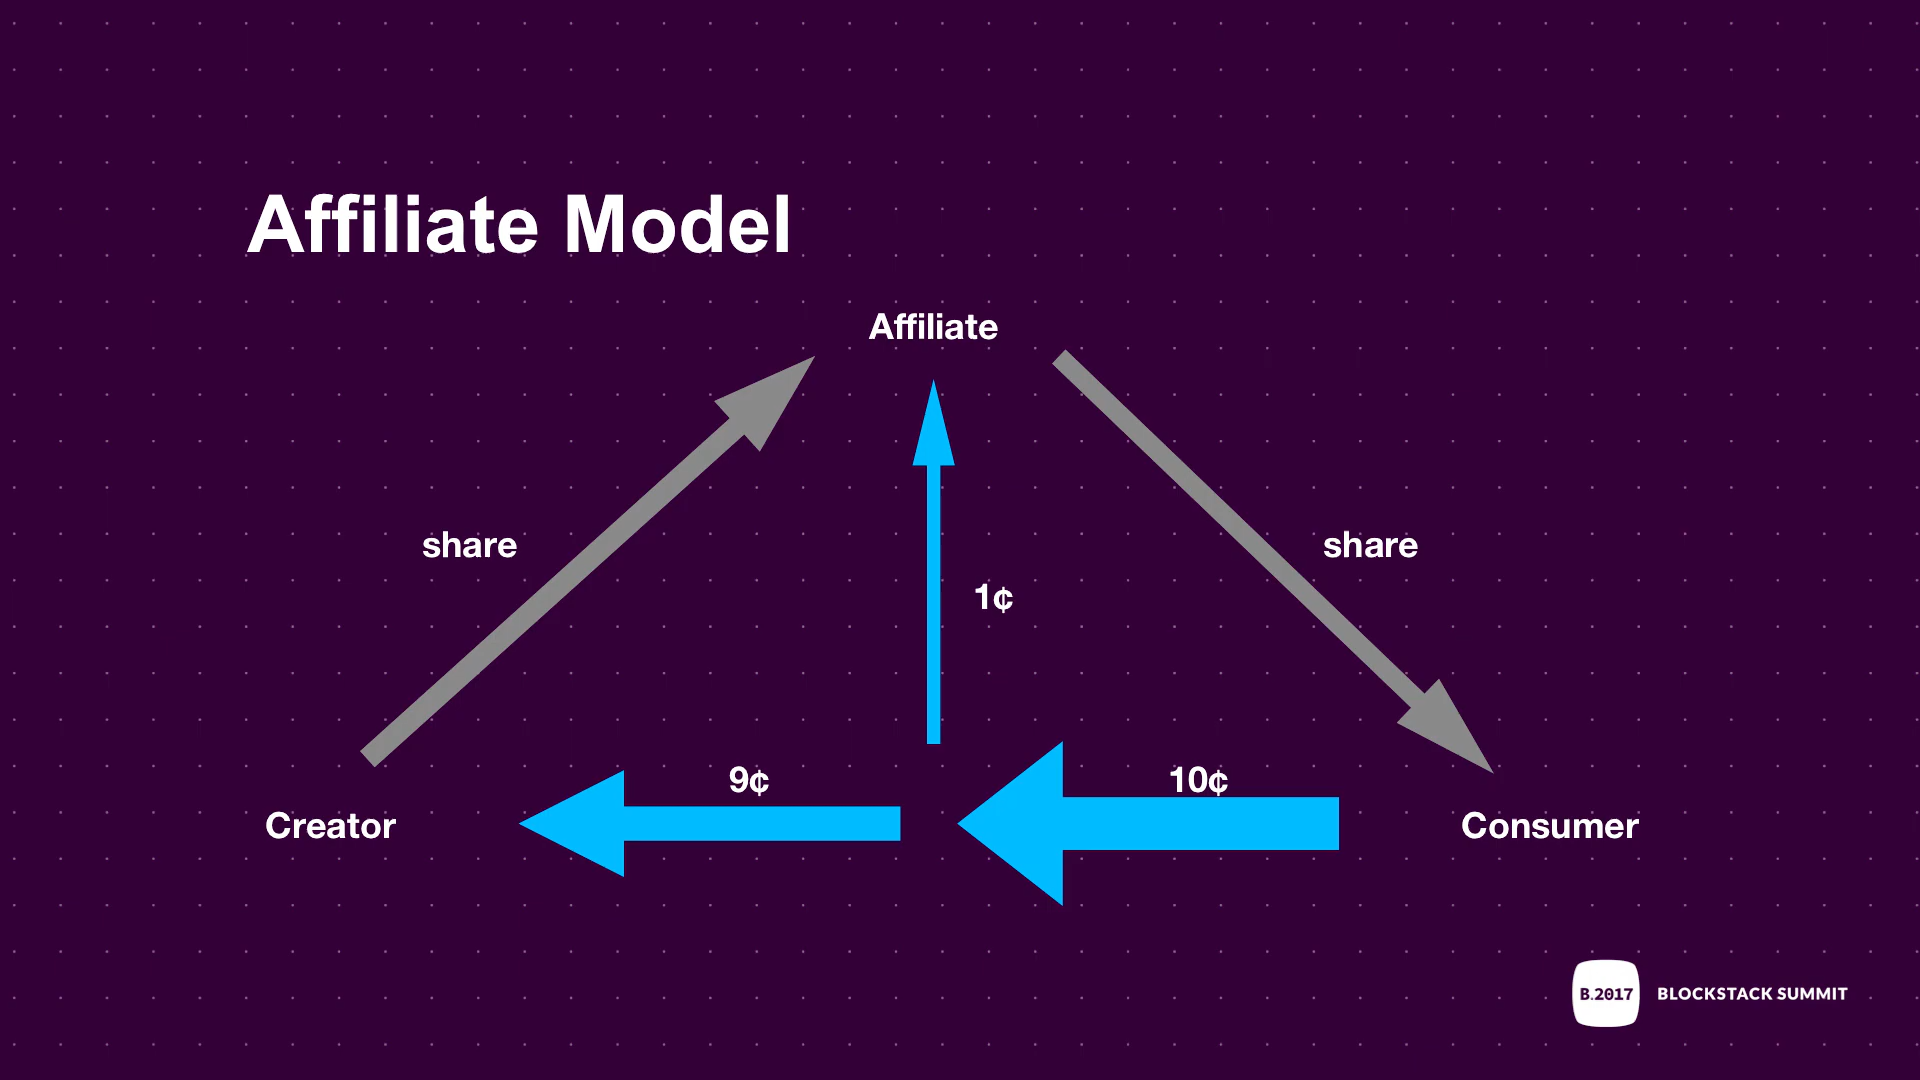 Affiliate Model
Affiliate
share
share
1¢
9¢
10¢
Creator
Consumer
B.2017
BLOCKSTACK SUMMIT